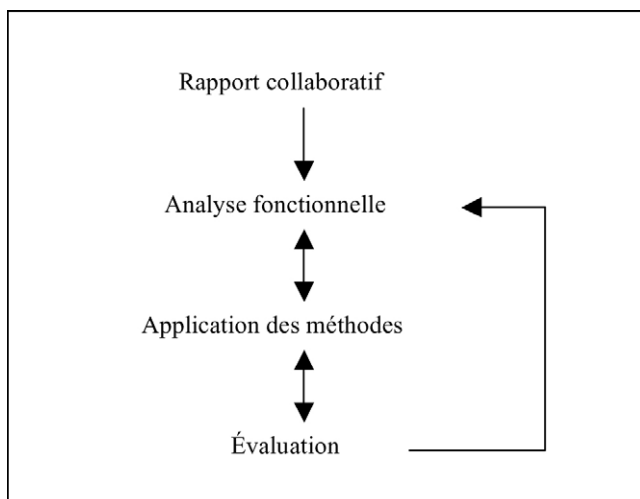 Rapport collaboratif
Analyse fonctionnelle
Application des méthodes
Évaluation